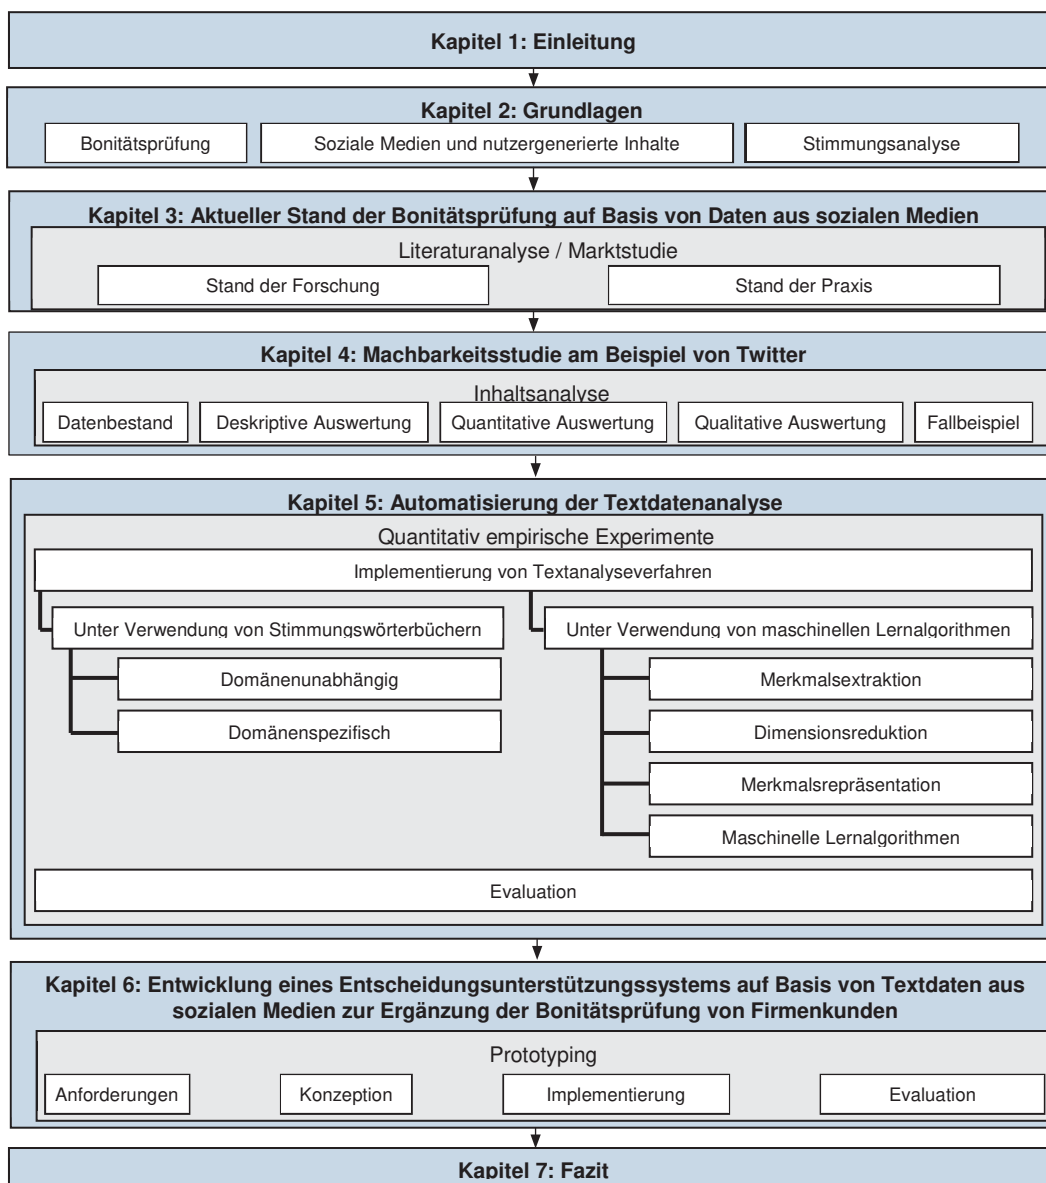 Kapitel 1: Einleitung
Kapitel 2: Grundlagen
Bonitätsprüfung
Soziale Medien und nutzergenerierte Inhalte
Stimmungsanalyse
Kapitel 3: Aktueller Stand der Bonitätsprüfung auf Basis von Daten aus sozialen Medien
Literaturanalyse / Marktstudie
Stand der Forschung
Stand der Praxis
Kapitel 4: Machbarkeitsstudie am Beispiel von Twitter
Inhaltsanalyse
Datenbestand
Deskriptive Auswertung
Quantitative Auswertung
Qualitative Auswertung
Fallbeispiel
Kapitel 5: Automatisierung der Textdatenanalyse
Quantitativ empirische Experimente
Implementierung von Textanalyseverfahren
Unter Verwendung von Stimmungswörterbüchern
Domänenunabhängig
Domänenspezifisch
Unter Verwendung von maschinellen Lernalgorithmen
Merkmalsextraktion
Dimensionsreduktion
Merkmalsrepräsentation
Maschinelle Lernalgorithmen
Evaluation
Kapitel 6: Entwicklung eines Entscheidungsunterstützungssystems auf Basis von Textdaten aus
sozialen Medien zur Ergänzung der Bonitätsprüfung von Firmenkunden
Prototyping
Anforderungen
Konzeption
Implementierung
Evaluation
Kapitel 7: Fazit